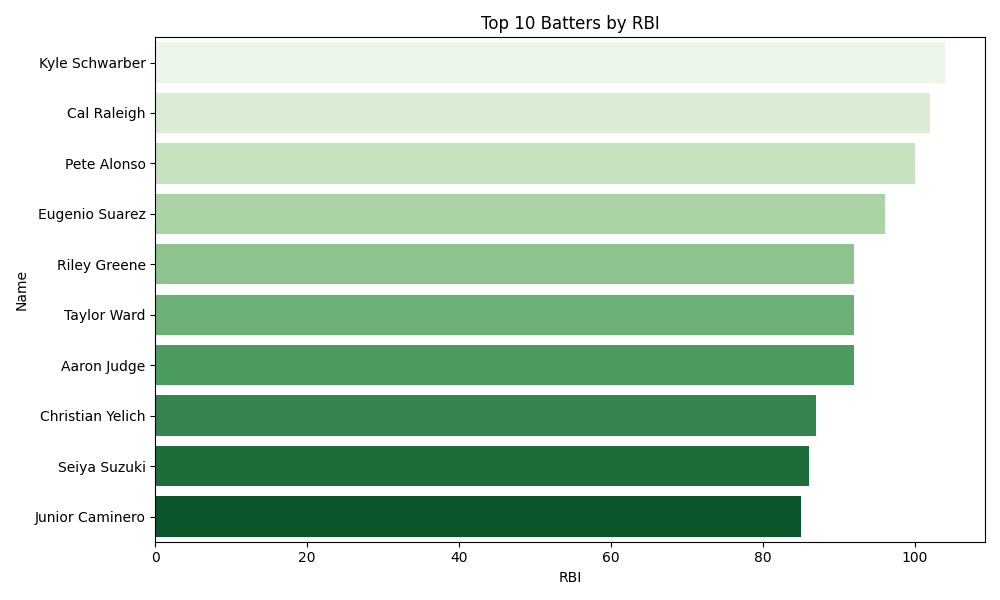 Top 10 Batters by RBI
Kyle Schwarber
Cal Raleigh
Pete Alonso
Eugenio Suarez
Riley Greene
Taylor Ward
Aaron Judge
Christian Yelich
Seiya Suzuki
Junior Caminero
Name
0 20 40 60 80 100
RBI